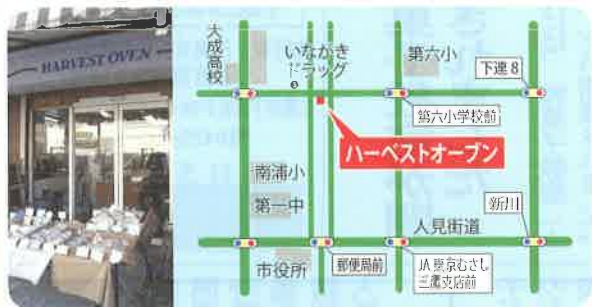 HARVEST OVEN
大成高校
いなガき
ドラッグ
第六小
下連8
第六小学校前
ハーベストオーブン
南浦小
第一中
新川
人見街道
市役所
郵便局前
JA東京むさし
三鷹支店前